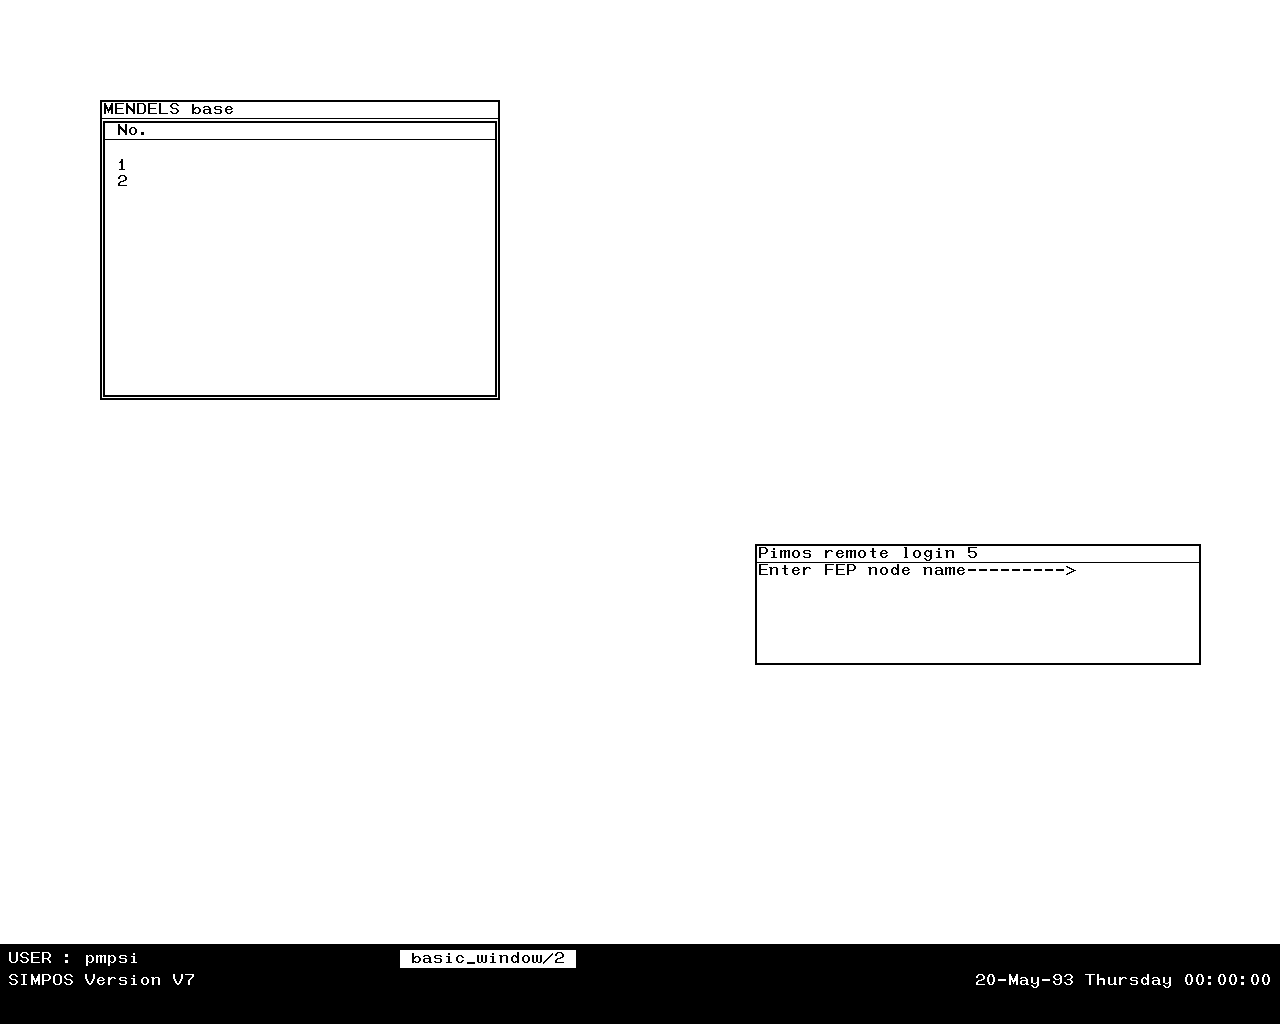 MENDELS base
No.
1
2
Pimos remote login 5
Enter FEP node name--------->
USER : pmpsi
basic_window/2
SIMPOS Version V7
20-May-93 Thursday 00:00:00